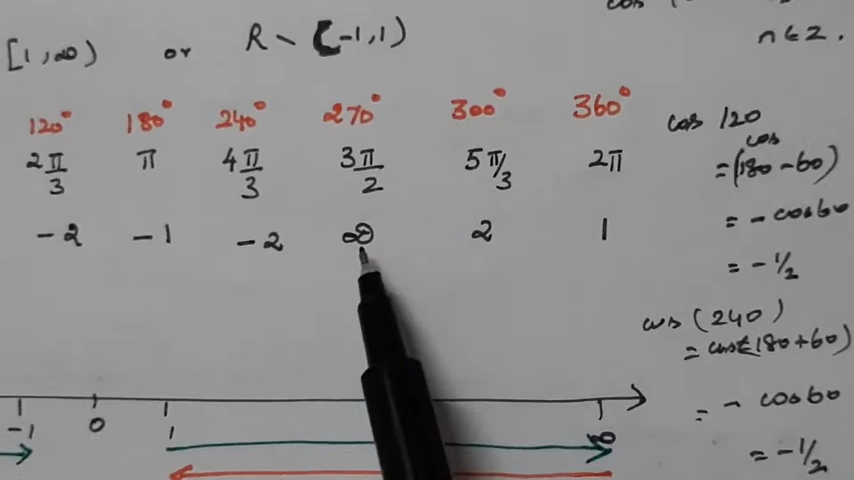 cos (
[1, ∞) or R \ (-1, 1)
n ∈ Z.
120° 180° 240° 270° 300° 360°
2π/3 π 4π/3 3π/2 5π/3 2π
-2 -1 -2 ∞ 2 1
cos 120
= cos (180 - 60)
= - cos60
= - 1/2
cos (240)
= cos (180 + 60)
= - cos60
= - 1/2
-1 0 1 ∞